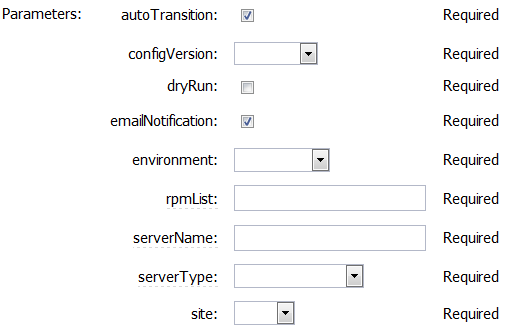 Parameters: autoTransition: Required
configVersion: Required
dryRun: Required
emailNotification: Required
environment: Required
rpmList: Required
serverName: Required
serverType: Required
site: Required